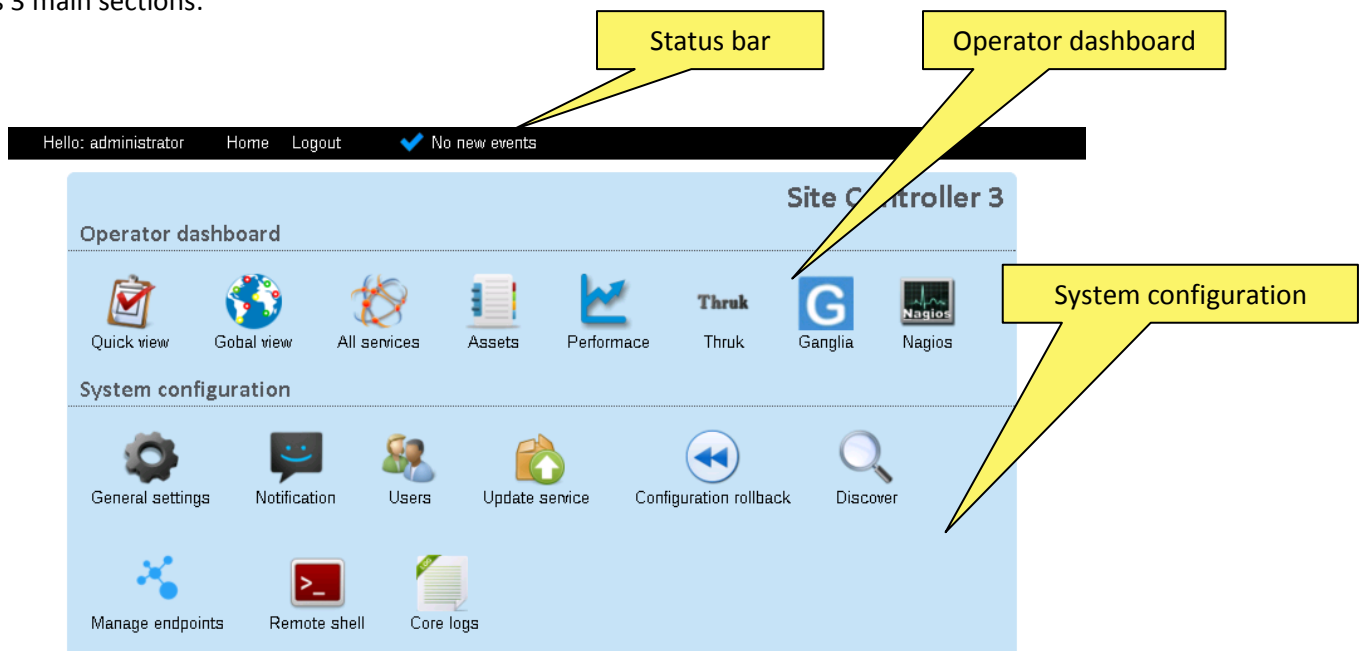 s 3 main sections:
Status bar
Operator dashboard
Hello: administrator Home Logout No new events
Site C ntroller 3
Operator dashboard
System configuration
Thruk
G
Nagios
Quick view Gobal view All services Assets Performace Thruk Ganglia Nagios
System configuration
General settings Notification Users Update service Configuration rollback Discover
>_
LOG
Manage endpoints Remote shell Core logs